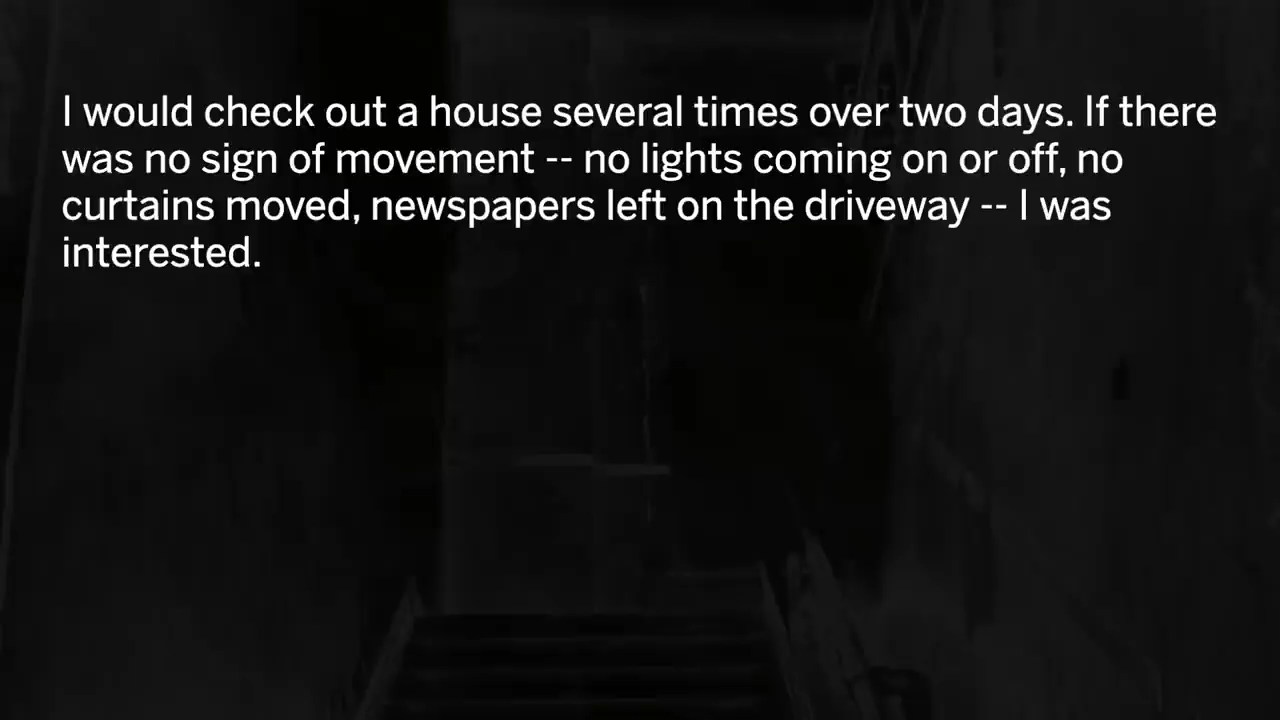 I would check out a house several times over two days. If there
was no sign of movement -- no lights coming on or off, no
curtains moved, newspapers left on the driveway -- I was
interested.